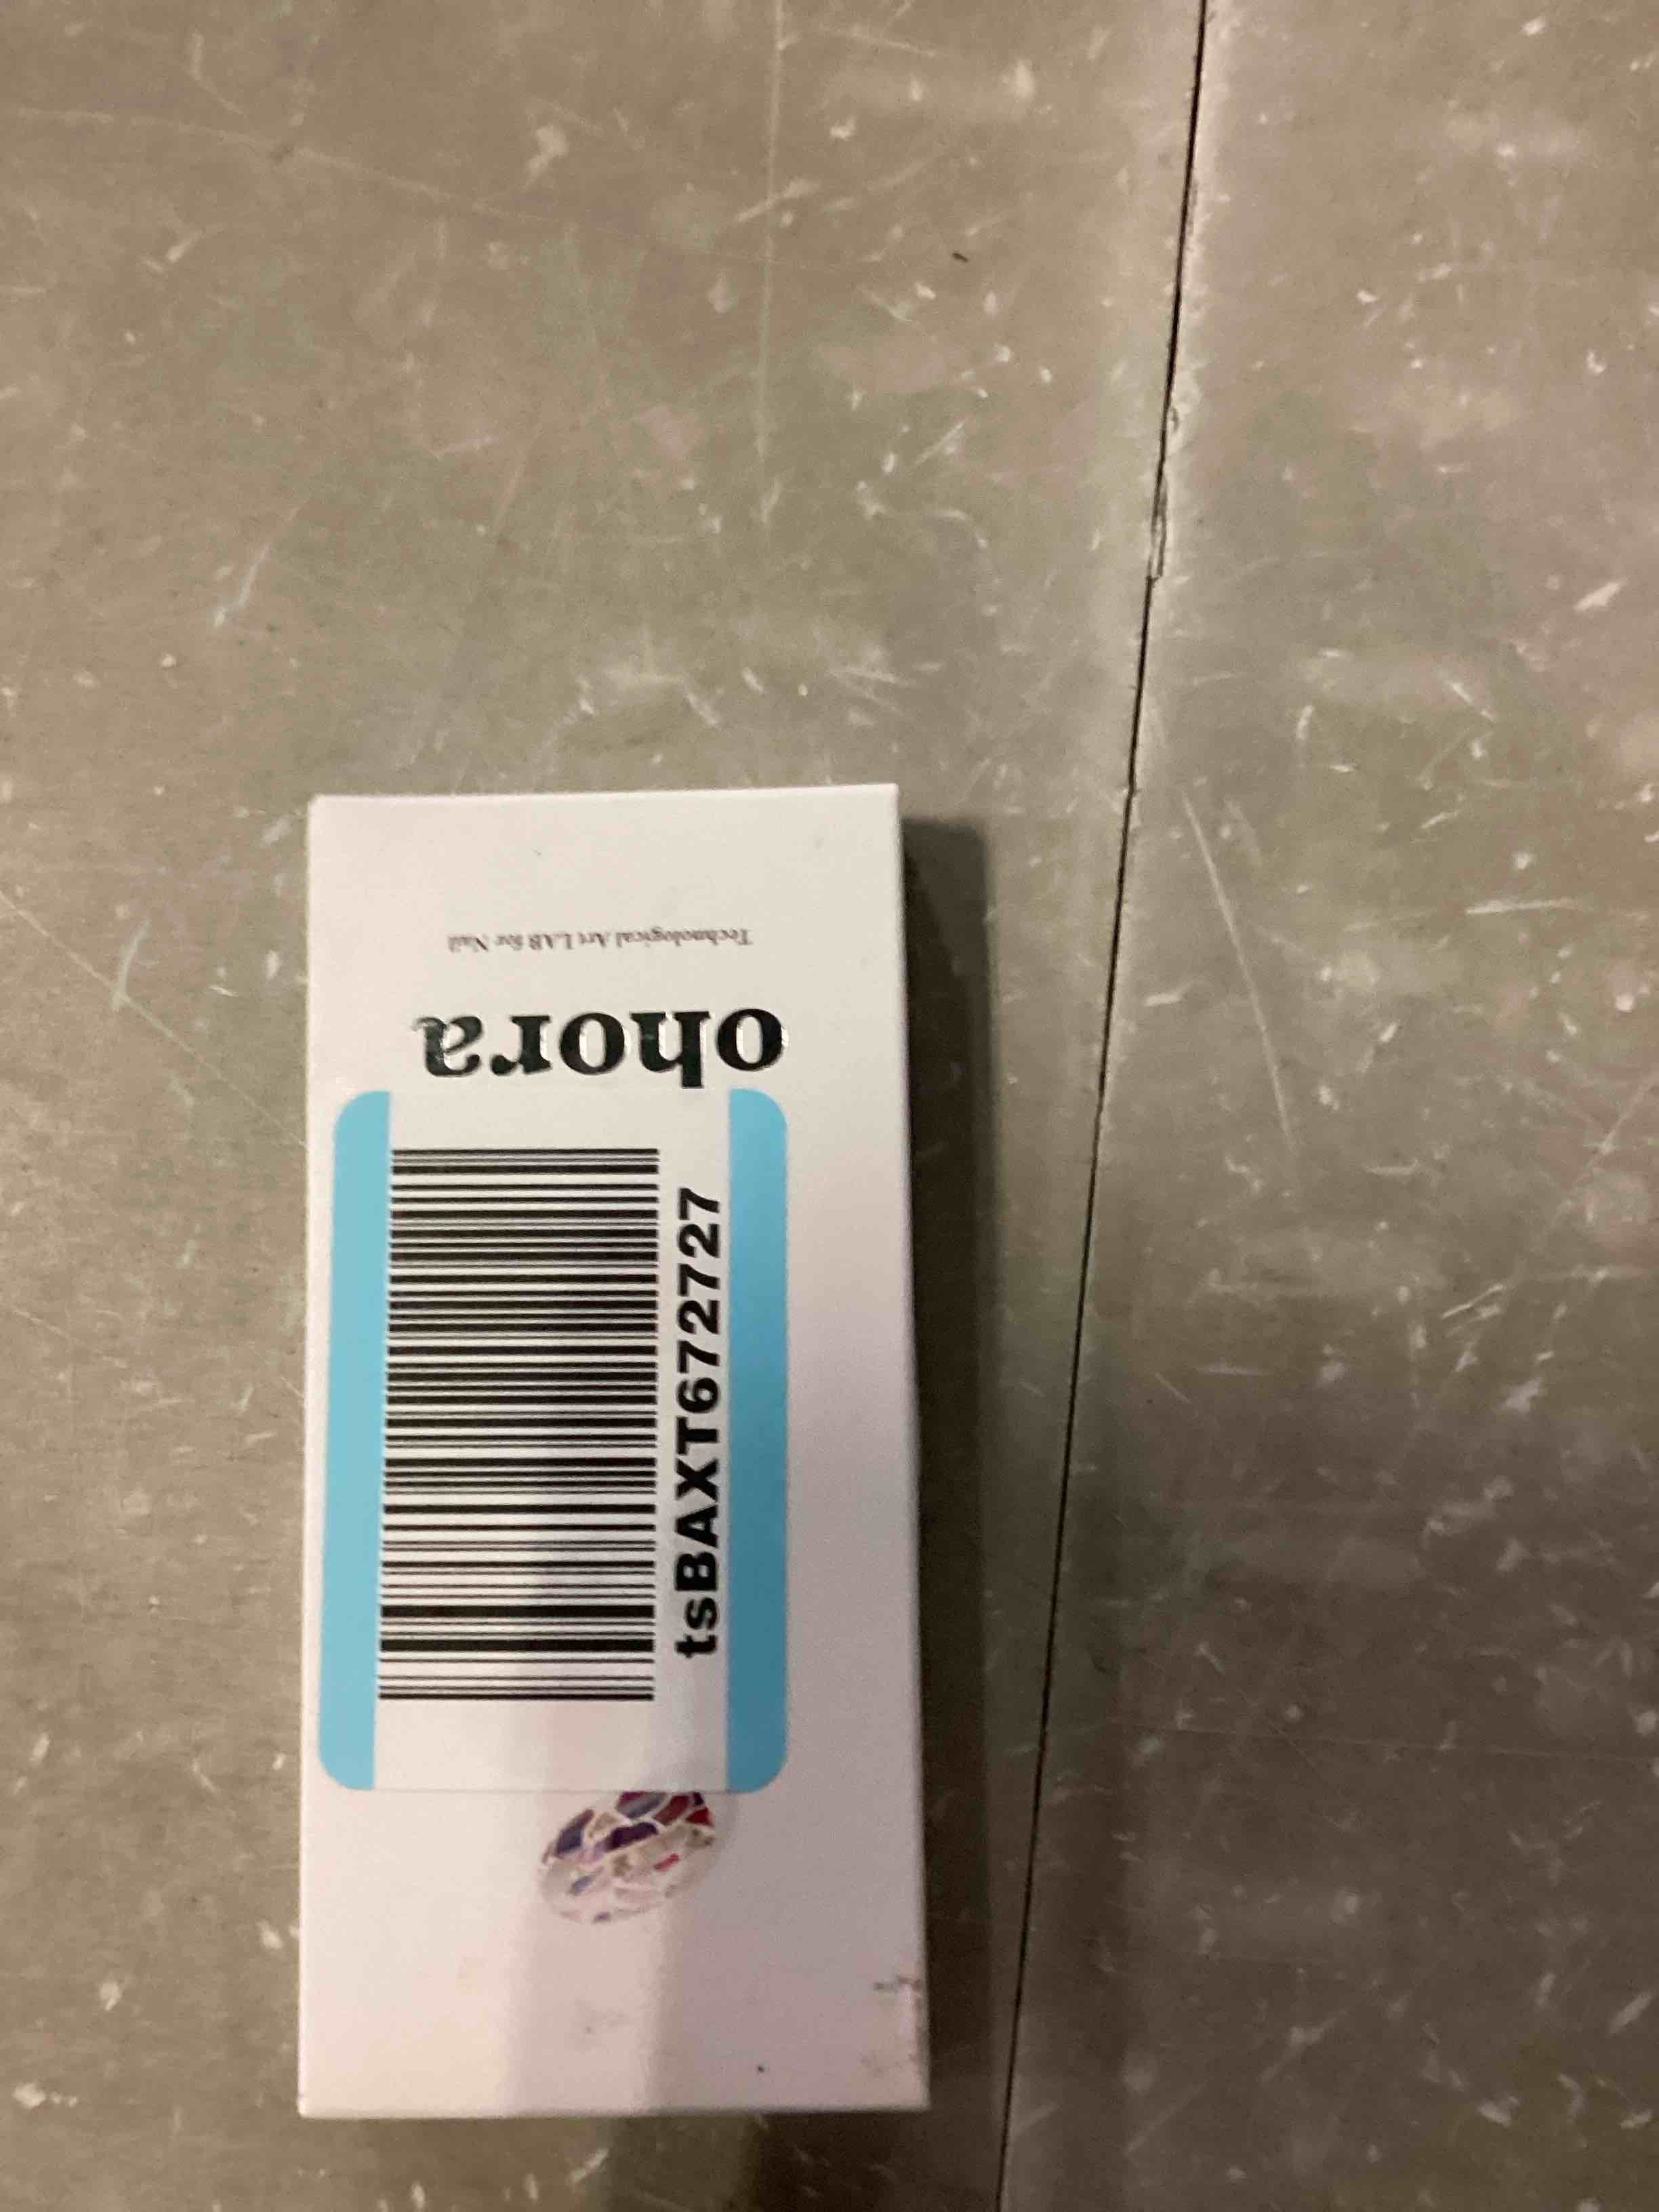 Technological Art LAB for Nail
ohora
tsBAXT672727